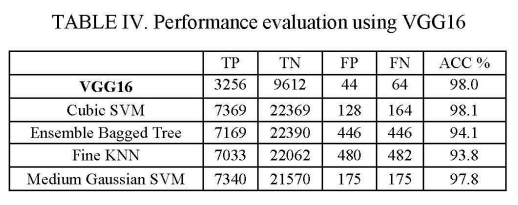 TABLE IV. Performance evaluation using VGG16
TP TN FP FN ACC %
VGG16 3256 9612 44 64 98.0
Cubic SVM 7369 22369 128 164 98.1
Ensemble Bagged Tree 7169 22390 446 446 94.1
Fine KNN 7033 22062 480 482 93.8
Medium Gaussian SVM 7340 21570 175 175 97.8